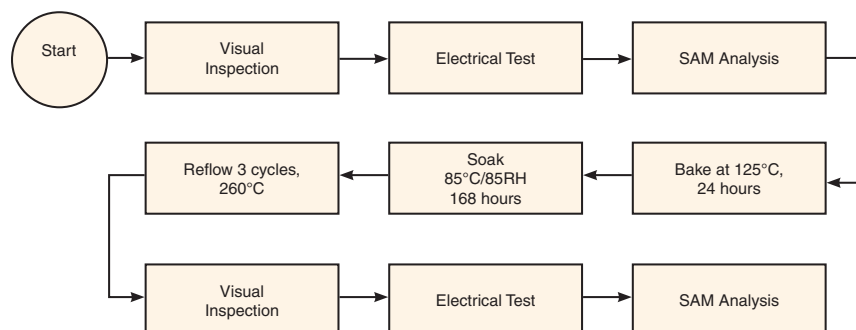 Start
Visual
Inspection
Electrical Test
SAM Analysis
Bake at 125°C,
24 hours
Soak
85°C/85RH
168 hours
Reflow 3 cycles,
260°C
Visual
Inspection
Electrical Test
SAM Analysis